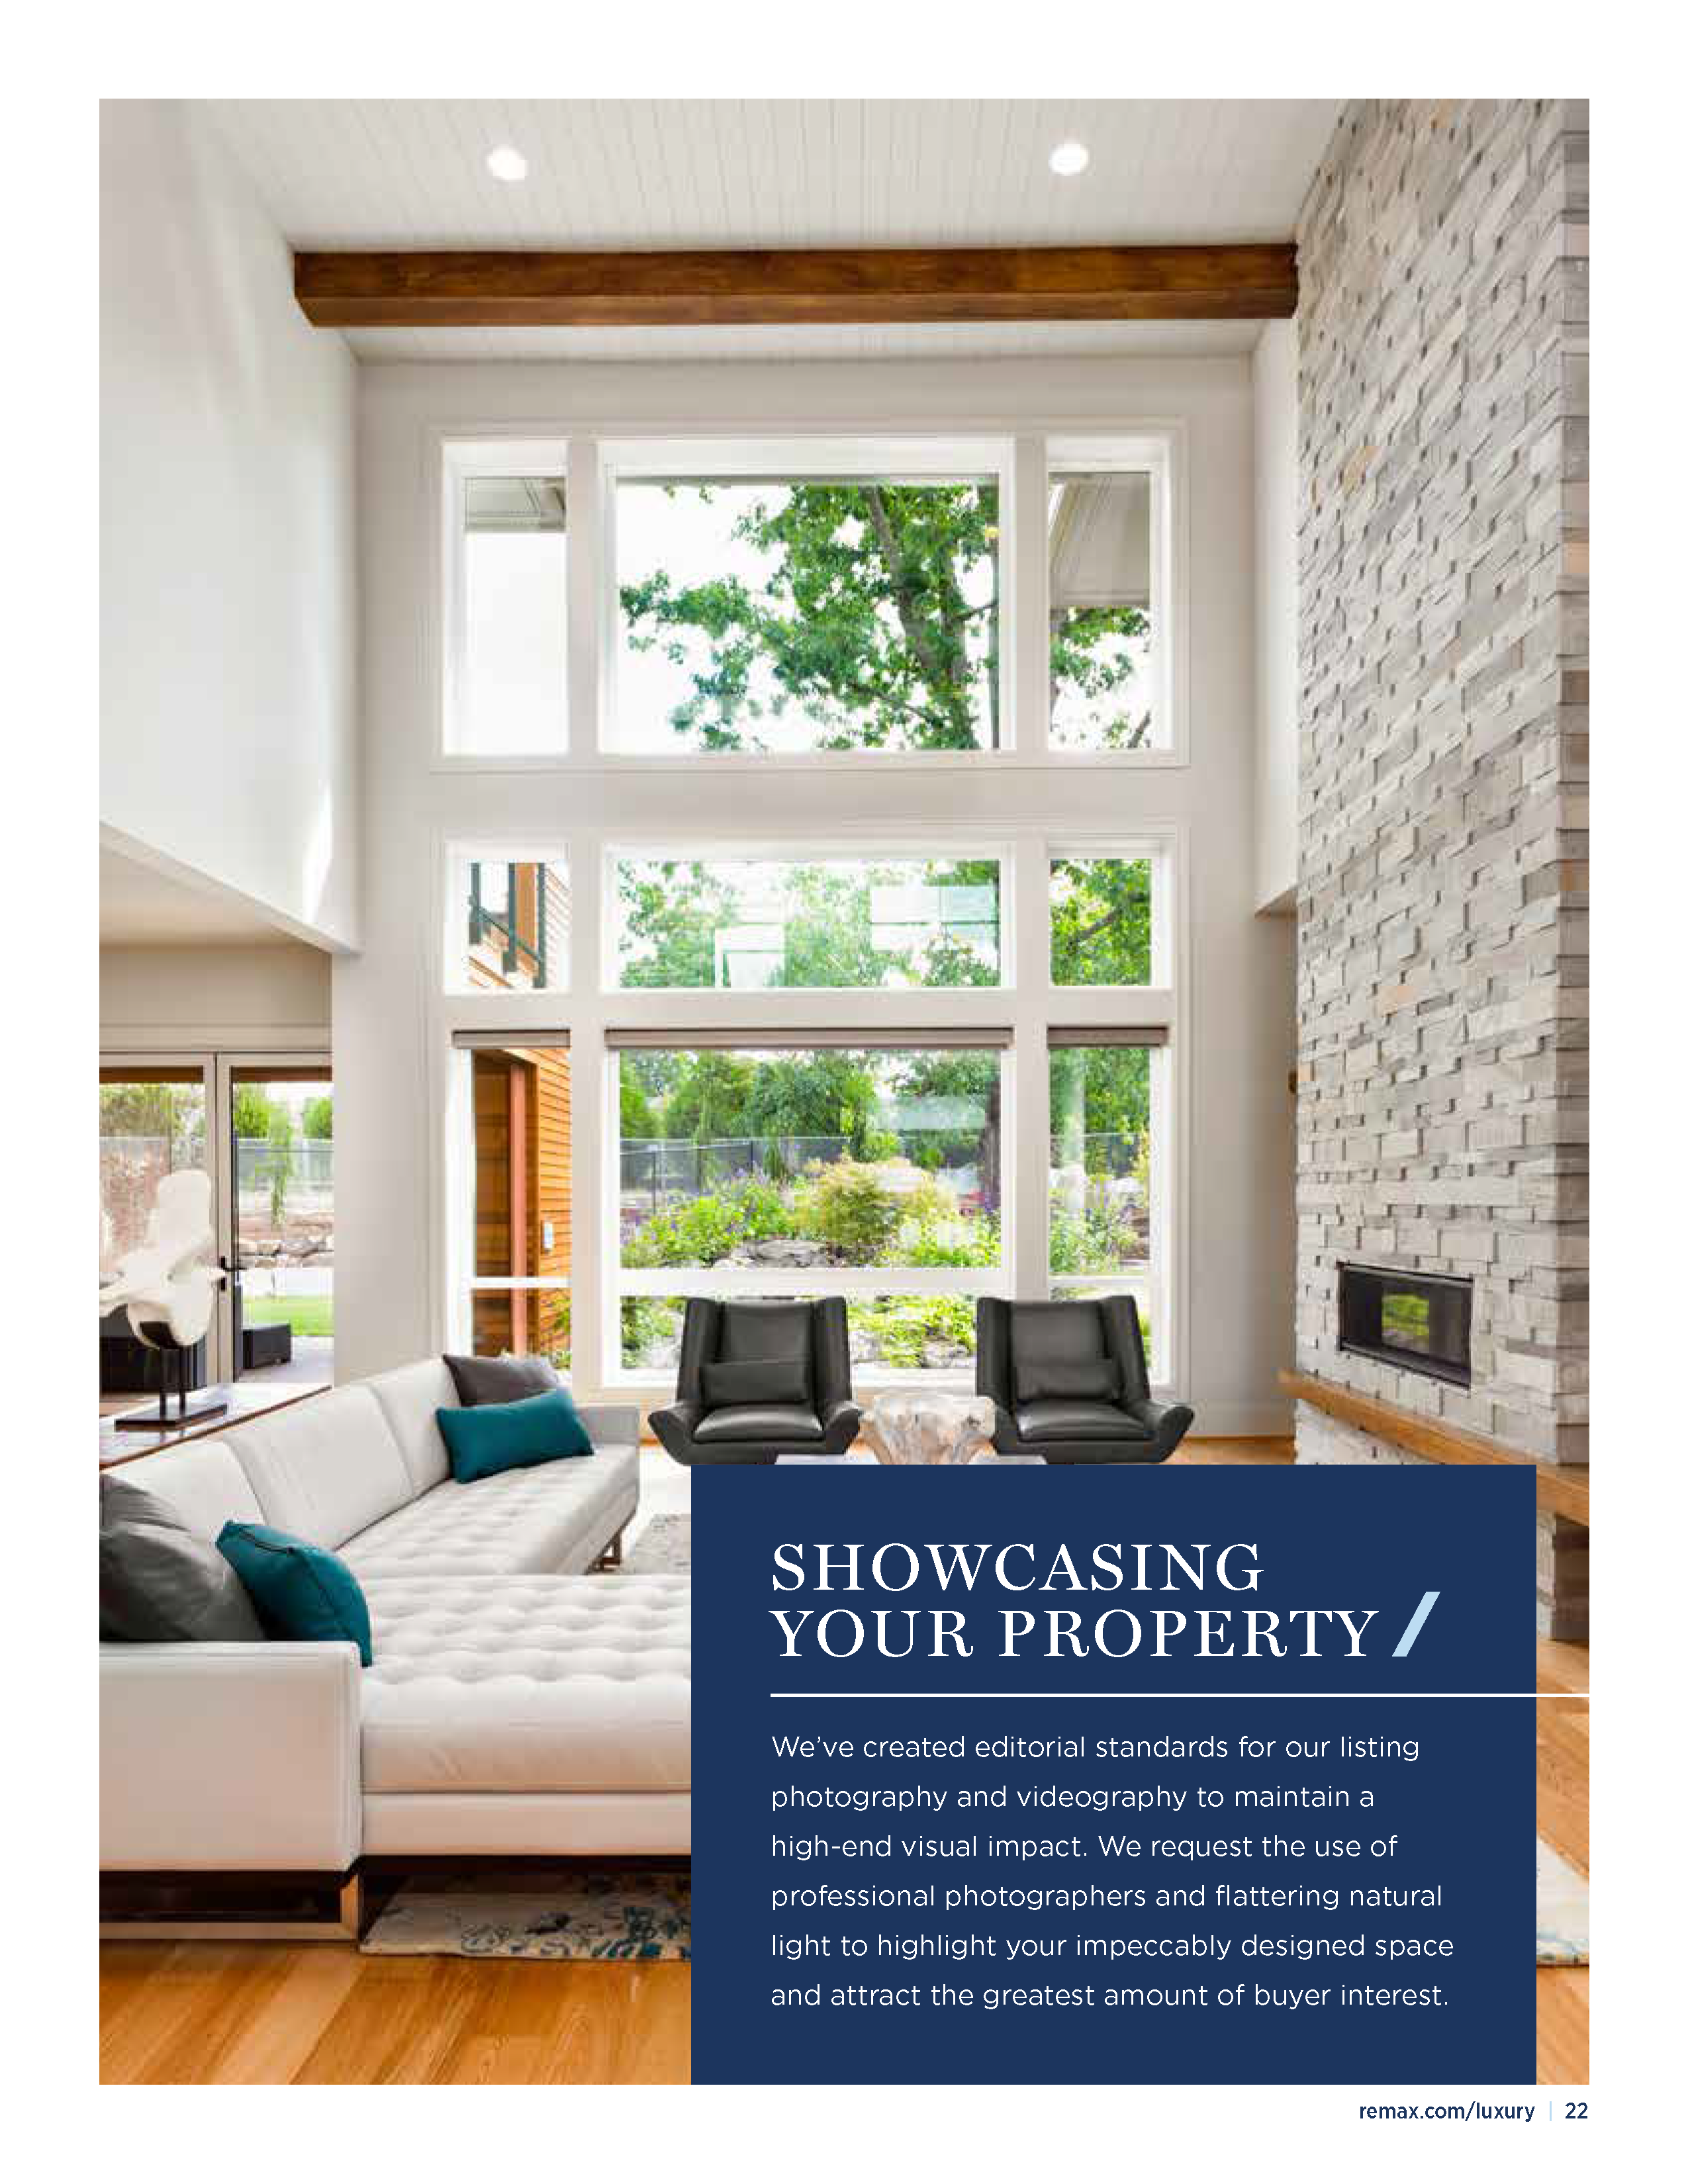 SHOWCASING
YOUR PROPERTY /
We’ve created editorial standards for our listing
photography and videography to maintain a
high-end visual impact. We request the use of
professional photographers and flattering natural
light to highlight your impeccably designed space
and attract the greatest amount of buyer interest.
remax.com/luxury | 22